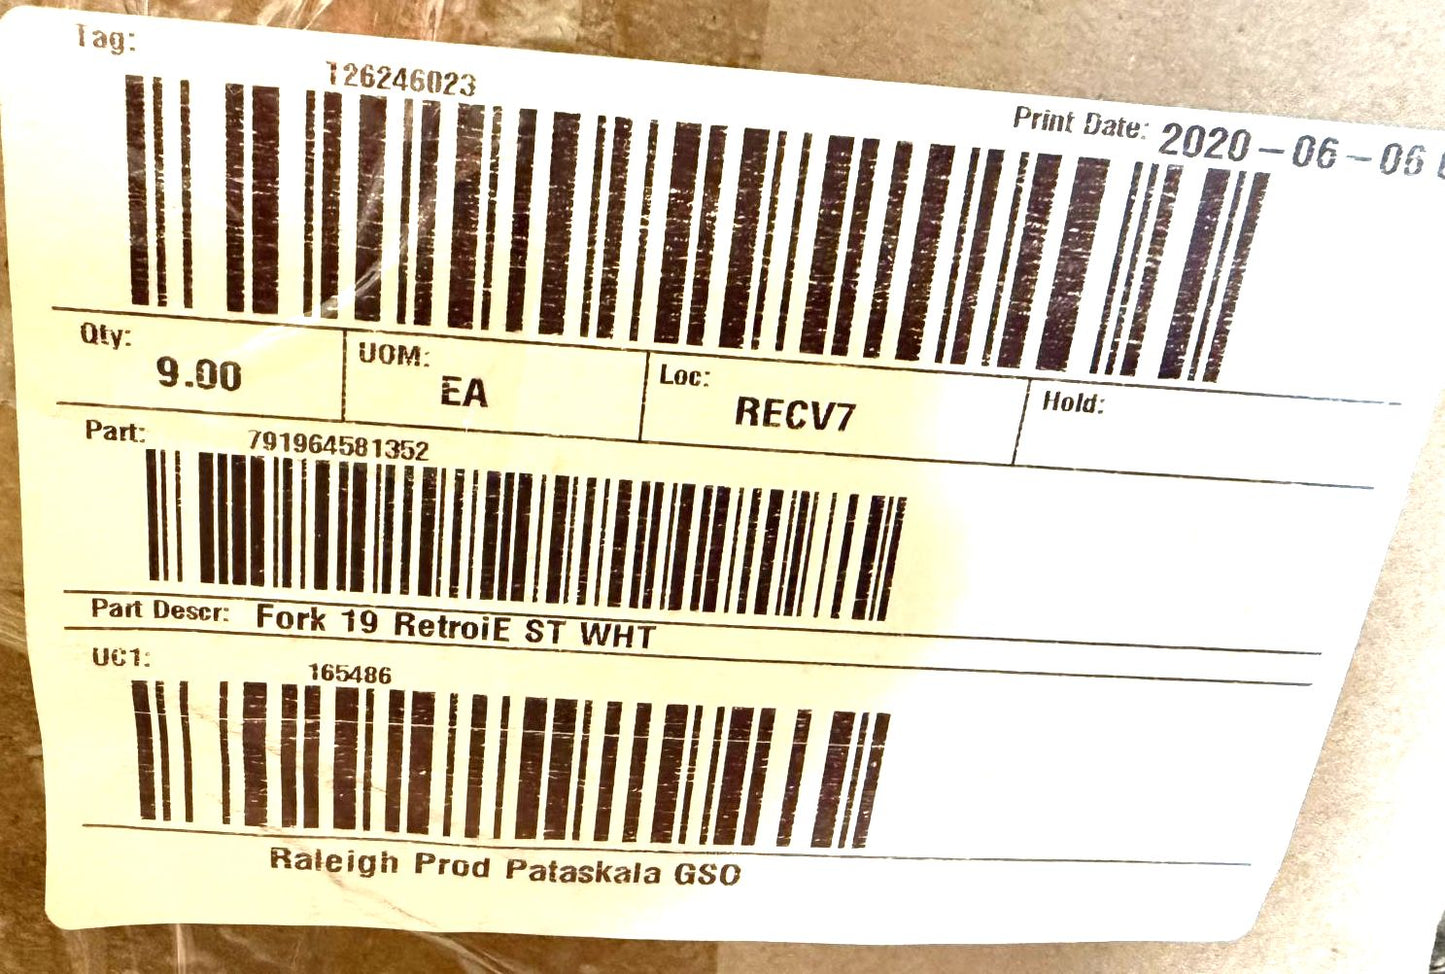 Tag:
T26246023
Print Date: 2020-06-06
Qty:
9.00
UOM:
EA
Loc:
RECV7
Hold:
Part:
791964581352
Part Descr: Fork 19 RetroiE ST WHT
UC1:
165486
Raleigh Prod Pataskala GSO